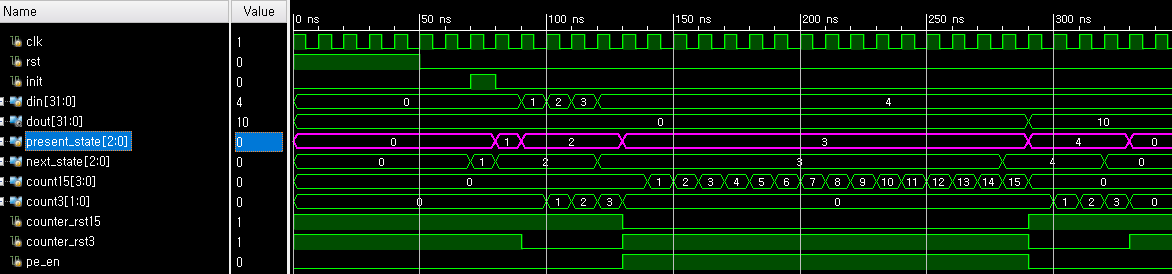 Name Value 0 ns 50 ns 100 ns 150 ns 200 ns 250 ns 300 ns
clk 1
rst 0
init 0
din[31:0] 4 0 1 2 3 4
dout[31:0] 10 0 10
present_state[2:0] 0 0 1 2 3 4 0
next_state[2:0] 0 0 1 2 3 4 0
count15[3:0] 0 0 1 2 3 4 5 6 7 8 9 10 11 12 13 14 15 0
count3[1:0] 0 0 1 2 3 0 1 2 3 0
counter_rst15 1
counter_rst3 1
pe_en 0